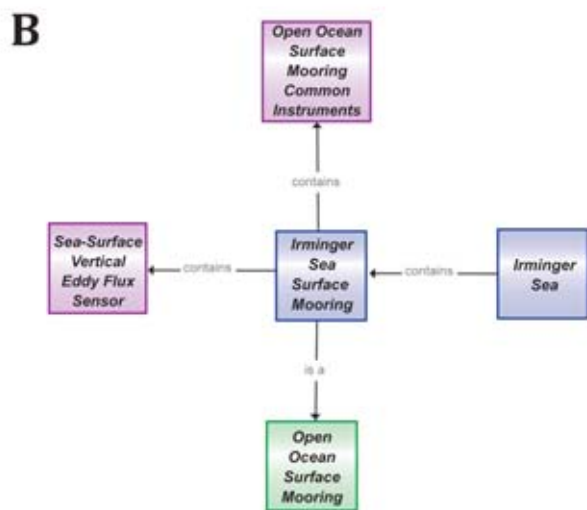 B
Open Ocean
Surface
Mooring
Common
Instruments
contains
Sea-Surface
Vertical
Eddy Flux
Sensor
contains
Irminger
Sea
Surface
Mooring
contains
Irminger
Sea
is a
Open
Ocean
Surface
Mooring